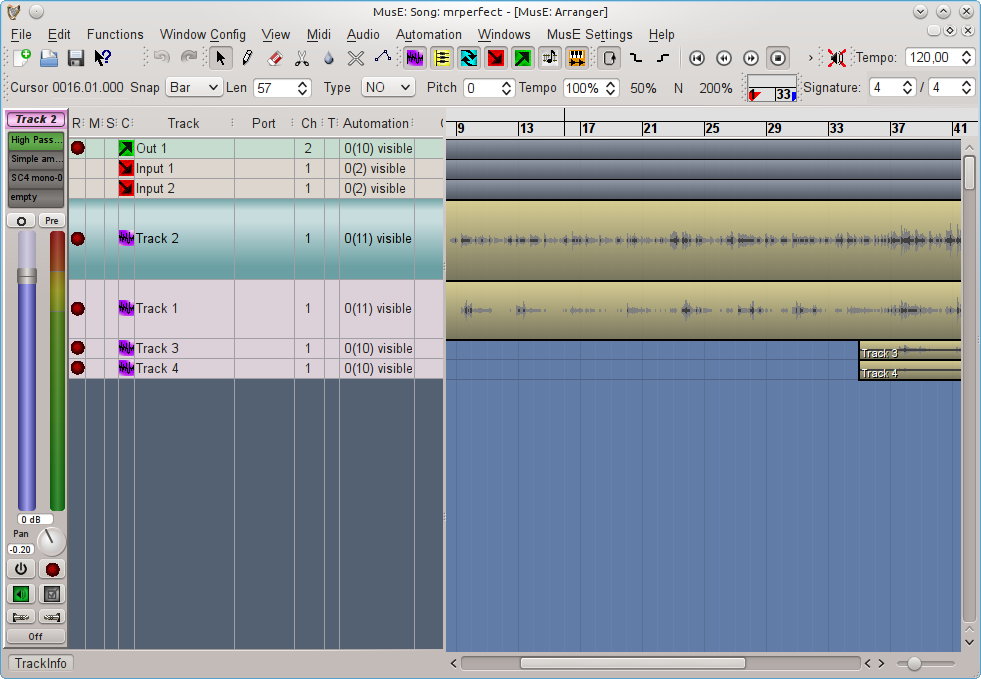 MusE: Song: mrperfect - [MusE: Arranger]
File Edit Functions Window Config View Midi Audio Automation Windows MusE Settings Help
Tempo: 120,00
Cursor 0016.01.000 Snap Bar Len 57 Type NO Pitch 0 Tempo 100% 50% N 200% 33 Signature: 4 / 4
Track 2
R M S C Track Port Ch T Automation
9 13 17 21 25 29 33 37 41
High Pass...
Simple am...
SC4 mono-0
empty
Pre
Out 1 2 0(10) visible
Input 1 1 0(2) visible
Input 2 1 0(2) visible
Track 2 1 0(11) visible
Track 1 1 0(11) visible
Track 3 1 0(10) visible
Track 4 1 0(10) visible
Track 3
Track 4
0 dB
Pan
-0.20
Off
TrackInfo